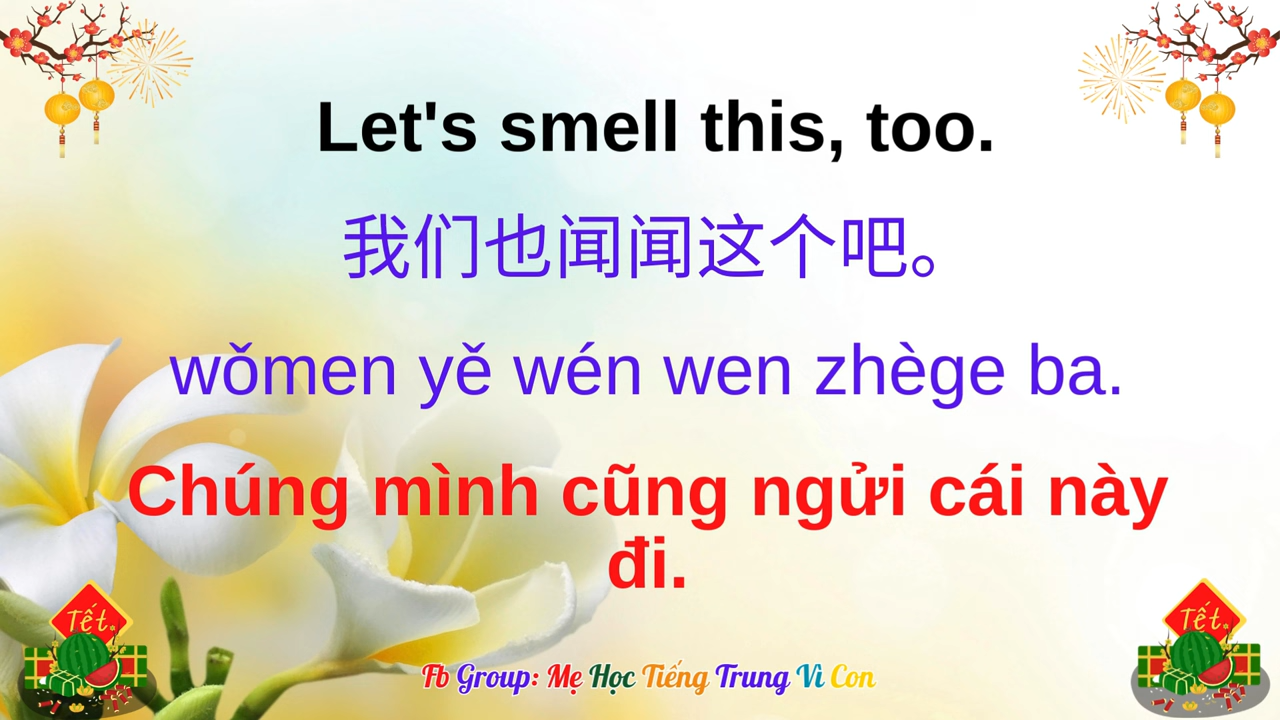 Let's smell this, too.
我们也闻闻这个吧。
wǒmen yě wén wen zhège ba.
Chúng mình cũng ngửi cái này
đi.
Tết
Tết
Fb Group: Mẹ Học Tiếng Trung Vì Con